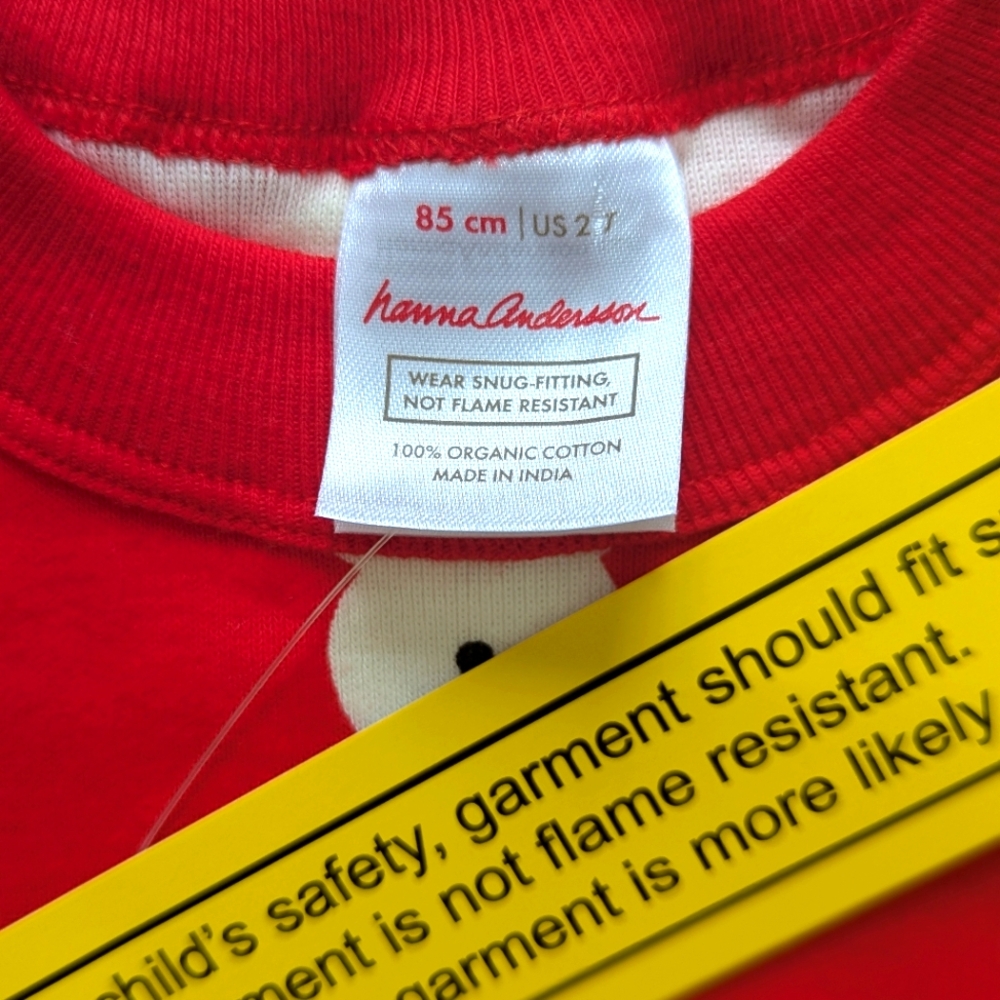 85 cm | US 2
hanna Andersson
WEAR SNUG-FITTING,
NOT FLAME RESISTANT
100% ORGANIC COTTON
MADE IN INDIA
child's safety, garment should fit s
ment is not flame resistant.
garment is more likely